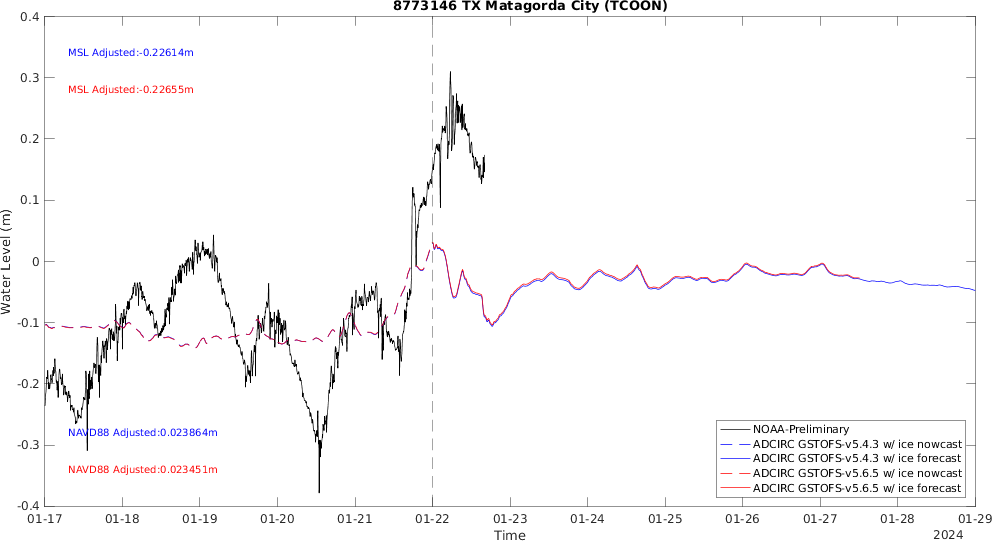 8773146 TX Matagorda City (TCOON)
0.4
0.3
0.2
0.1
0
-0.1
-0.2
-0.3
-0.4
Water Level (m)
MSL Adjusted:-0.22614m
MSL Adjusted:-0.22655m
NAVD88 Adjusted:0.023864m
NAVD88 Adjusted:0.023451m
NOAA-Preliminary
ADCIRC GSTOFS-v5.4.3 w/ ice nowcast
ADCIRC GSTOFS-v5.4.3 w/ ice forecast
ADCIRC GSTOFS-v5.6.5 w/ ice nowcast
ADCIRC GSTOFS-v5.6.5 w/ ice forecast
01-17 01-18 01-19 01-20 01-21 01-22 01-23 01-24 01-25 01-26 01-27 01-28 01-29
Time
2024